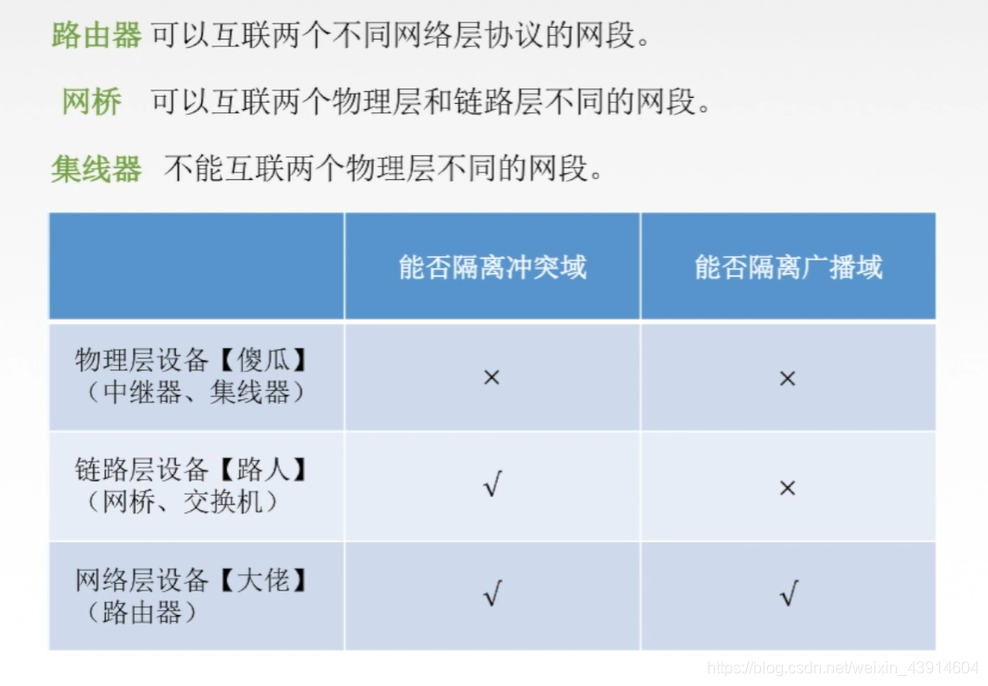 路由器 可以互联两个不同网络层协议的网段。
网桥 可以互联两个物理层和链路层不同的网段。
集线器 不能互联两个物理层不同的网段。
能否隔离冲突域 能否隔离广播域
物理层设备【傻瓜】
（中继器、集线器）
× ×
链路层设备【路人】
（网桥、交换机）
√ ×
网络层设备【大佬】
（路由器）
√ √
https://blog.csdn.net/weixin_43914604